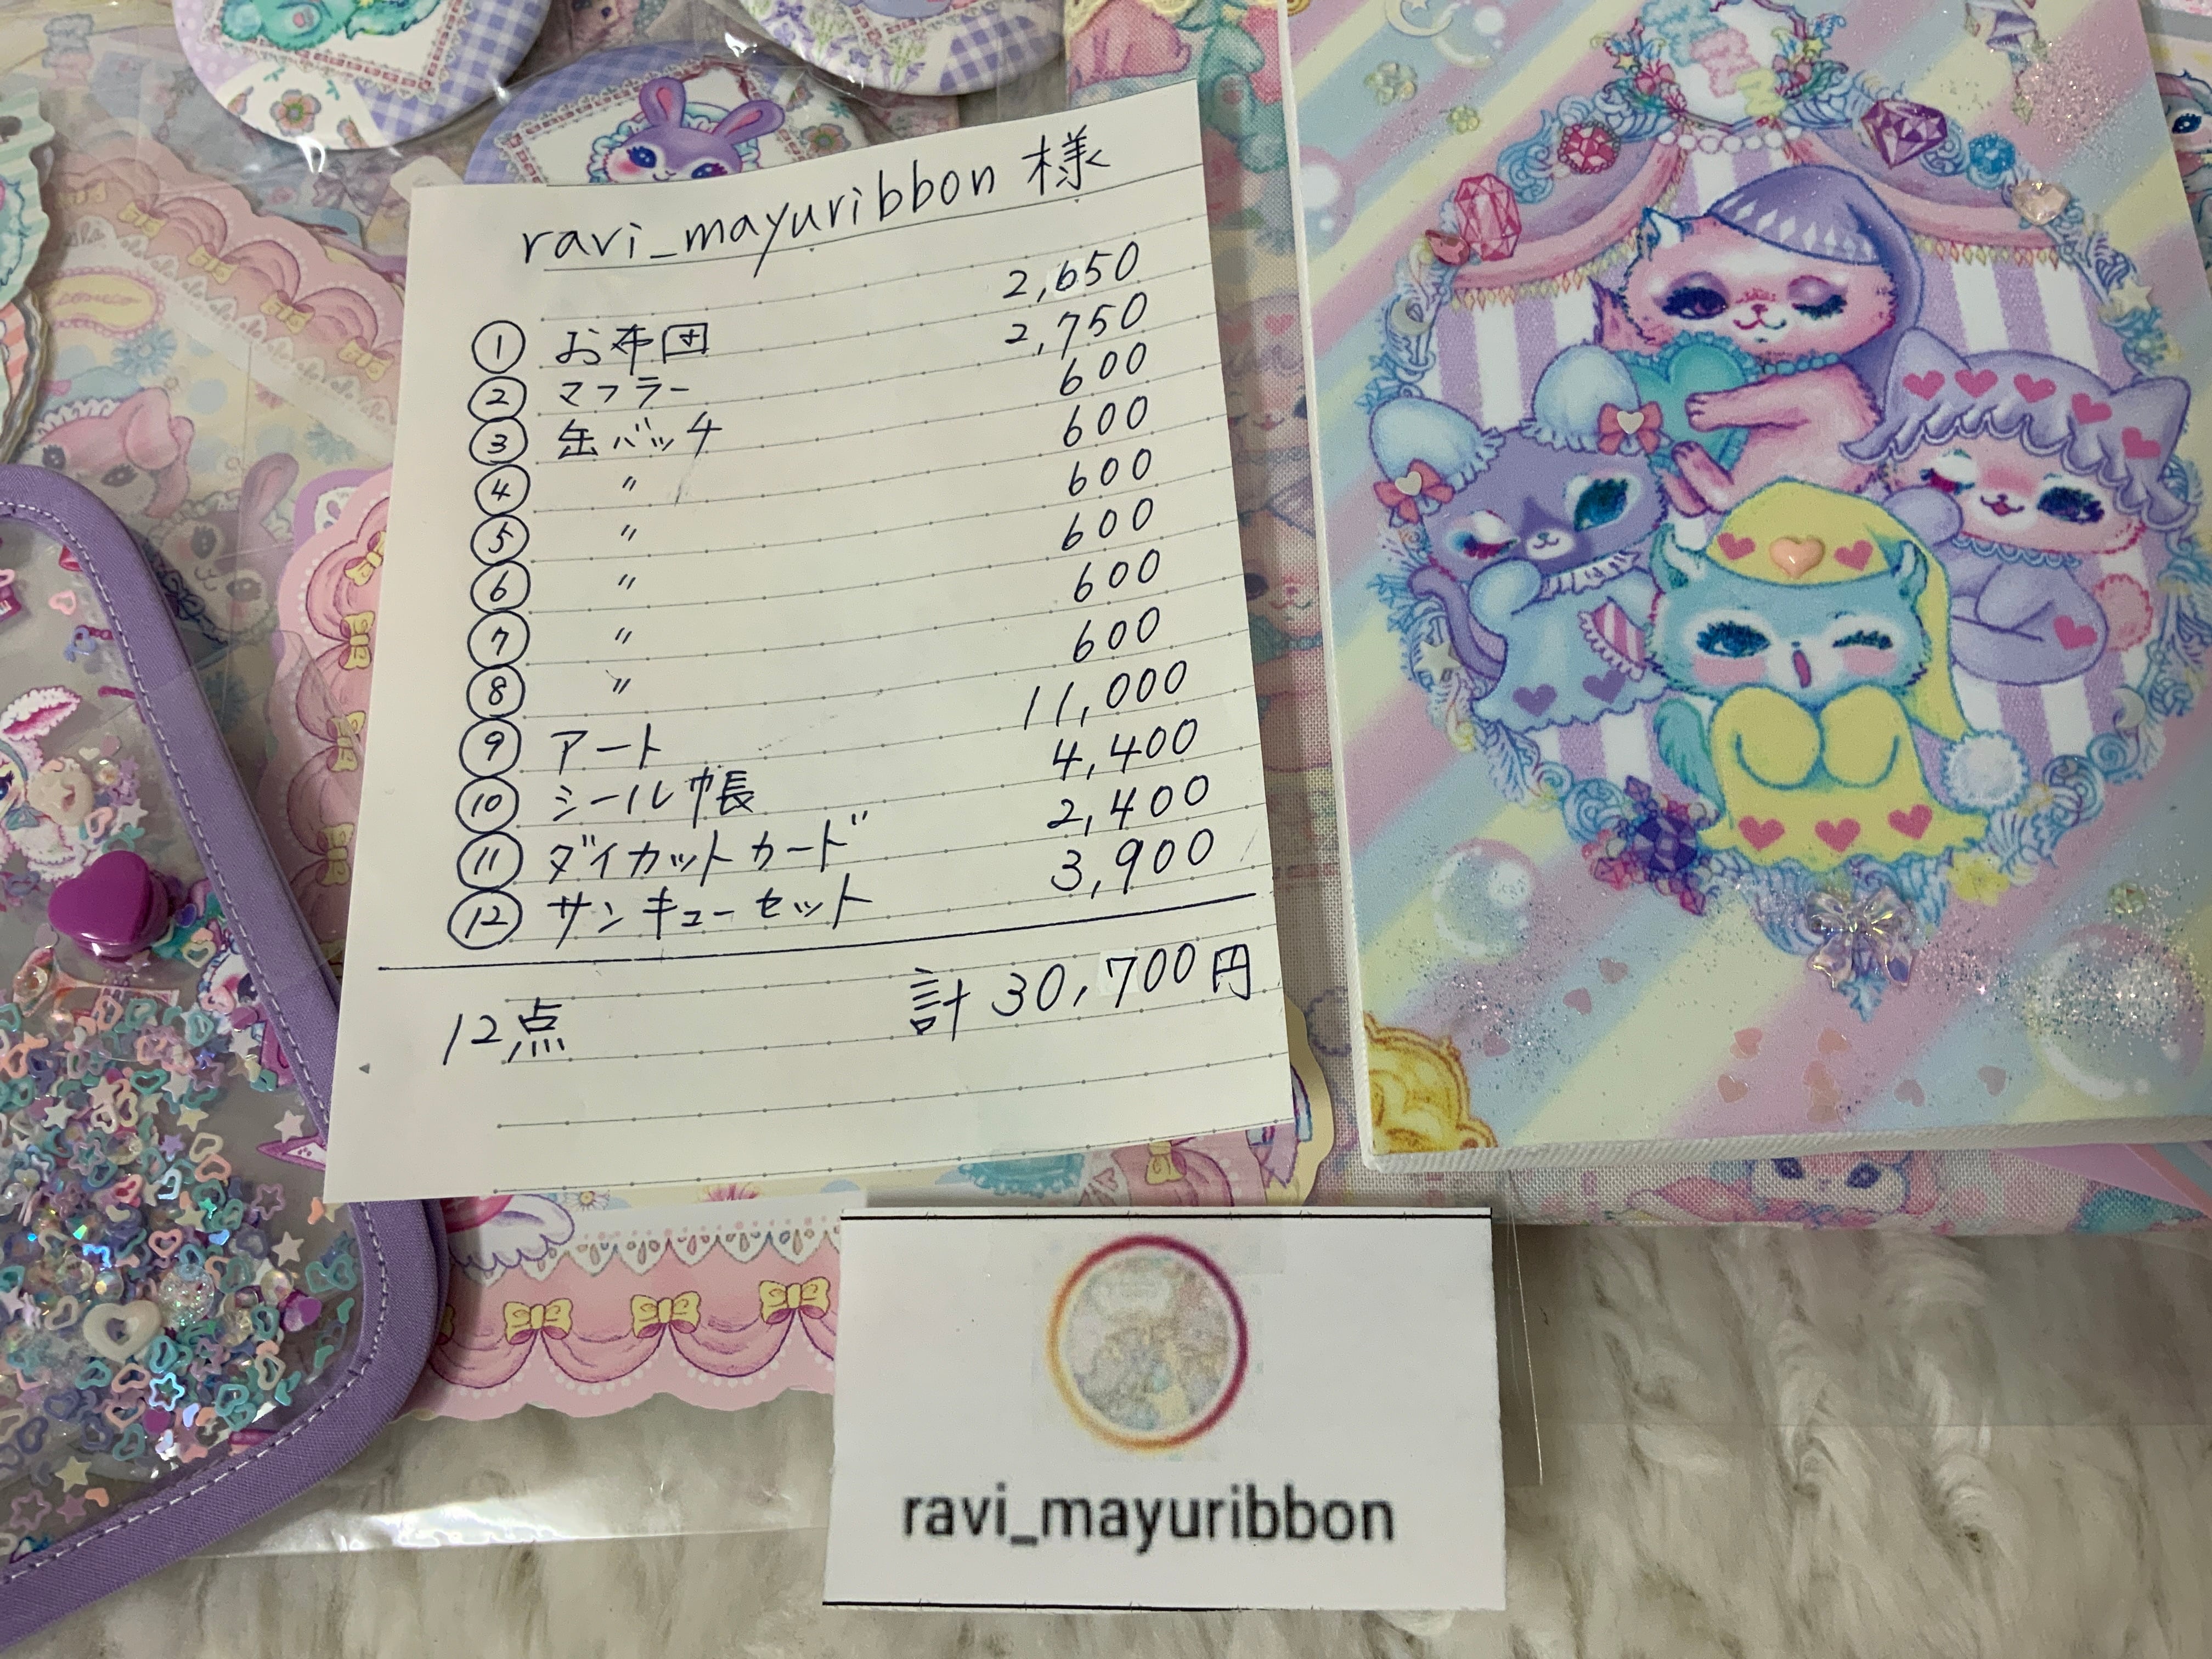 ravi_mayuribbon 様
① お布団 2,650
② マフラー 2,750
③ 缶バッチ 600
④ 〃 600
⑤ 〃 600
⑥ 〃 600
⑦ 〃 600
⑧ 〃 600
⑨ アート 11,000
⑩ シール帳 4,400
⑪ ダイカットカード 2,400
⑫ サンキューセット 3,900
12点 計 30,700円
ravi_mayuribbon